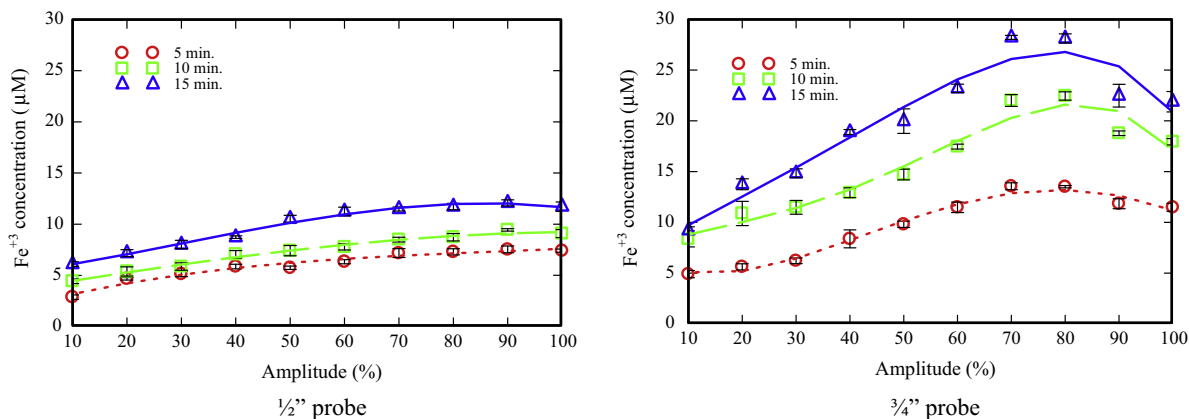 30
25
20
15
10
5
0
Fe+3 concentration (µM)
5 min.
10 min.
15 min.
10 20 30 40 50 60 70 80 90 100
Amplitude (%)
½” probe
30
25
20
15
10
5
0
Fe+3 concentration (µM)
5 min.
10 min.
15 min.
10 20 30 40 50 60 70 80 90 100
Amplitude (%)
¾” probe